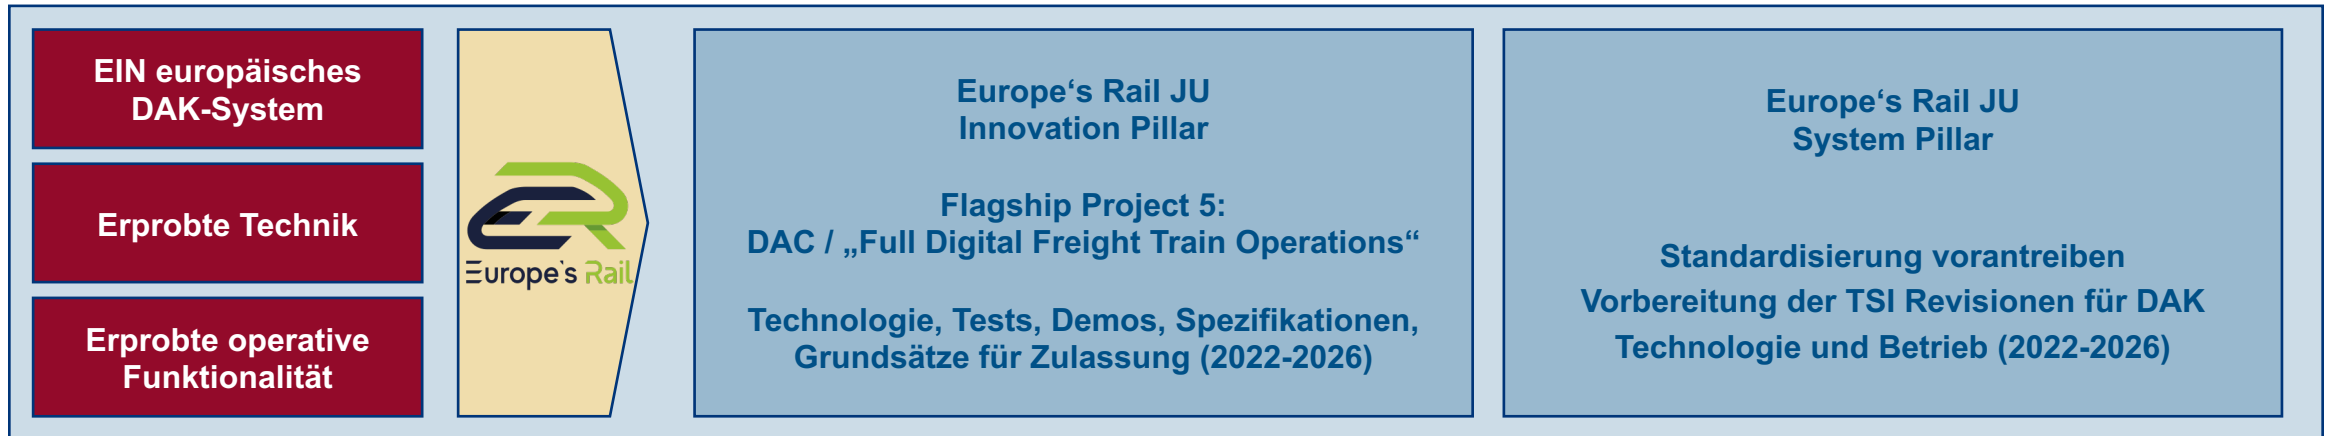 EIN europäisches
DAK-System
Erprobte Technik
Erprobte operative
Funktionalität
Europe`s Rail
Europe‘s Rail JU
Innovation Pillar
Flagship Project 5:
DAC / „Full Digital Freight Train Operations“
Technologie, Tests, Demos, Spezifikationen,
Grundsätze für Zulassung (2022-2026)
Europe‘s Rail JU
System Pillar
Standardisierung vorantreiben
Vorbereitung der TSI Revisionen für DAK
Technologie und Betrieb (2022-2026)